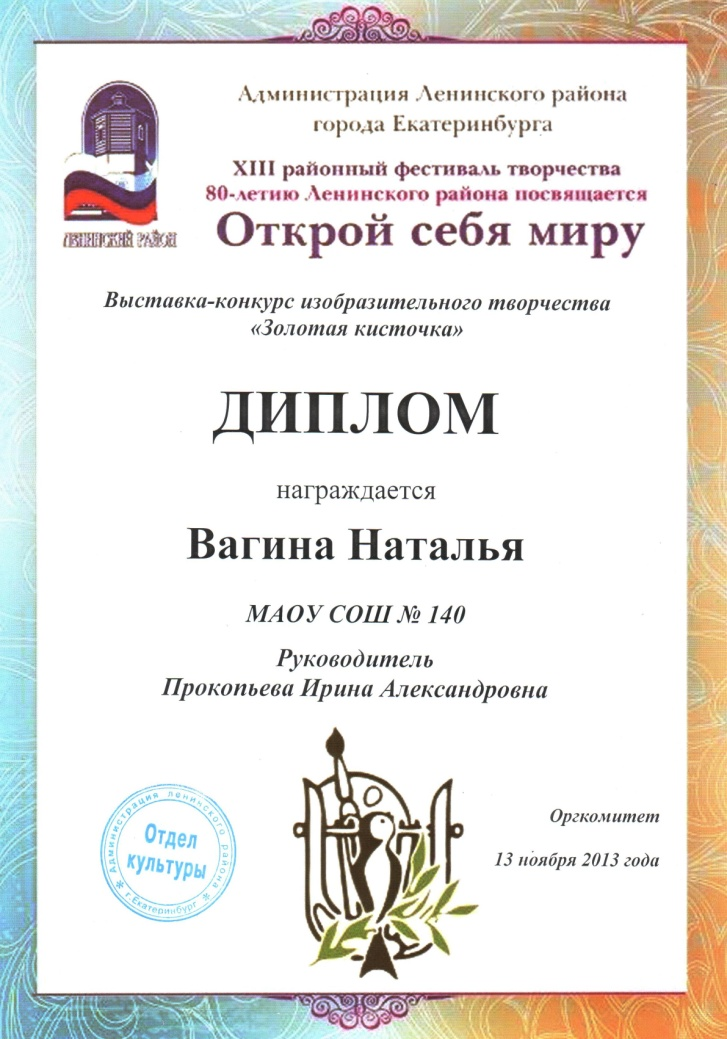 Администрация Ленинского района
города Екатеринбурга
XIII районный фестиваль творчества
80-летию Ленинского района посвящается
Открой себя миру
ЛЕНИНСКИЙ РАЙОН
Выставка-конкурс изобразительного творчества
«Золотая кисточка»
ДИПЛОМ
награждается
Вагина Наталья
МАОУ СОШ № 140
Руководитель
Прокопьева Ирина Александровна
Оргкомитет
13 ноября 2013 года
Администрация ленинского района
Отдел
культуры
г.Екатеринбург